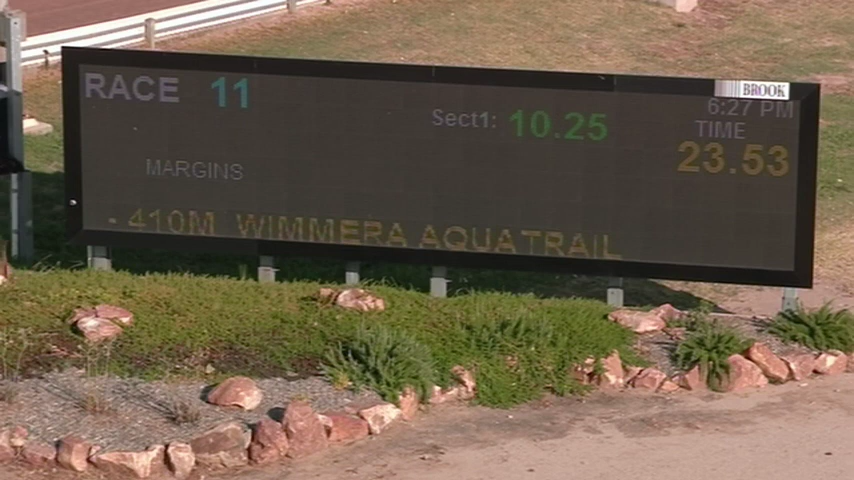 BROOK
RACE 11
6:27 PM
Sect1: 10.25
TIME
23.53
MARGINS
- 410M WIMMERA AQUATRAIL